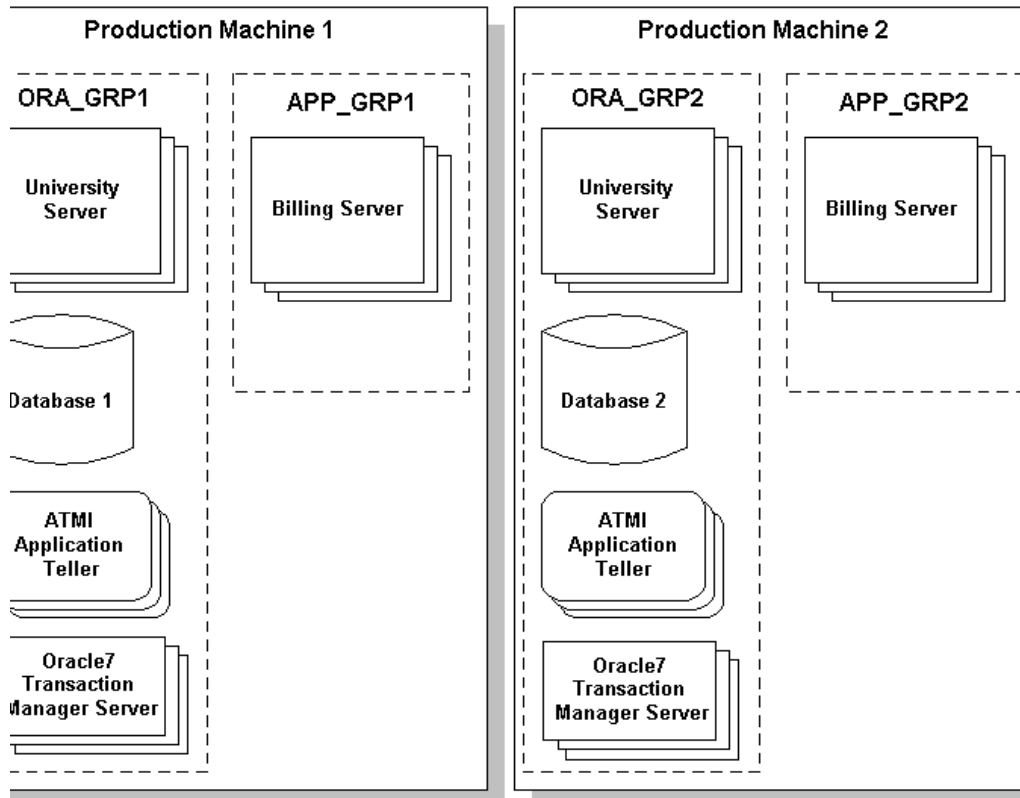 Production Machine 1
ORA_GRP1
University
Server
Database 1
ATMI
Application
Teller
Oracle7
Transaction
Manager Server
APP_GRP1
Billing Server
Production Machine 2
ORA_GRP2
University
Server
Database 2
ATMI
Application
Teller
Oracle7
Transaction
Manager Server
APP_GRP2
Billing Server